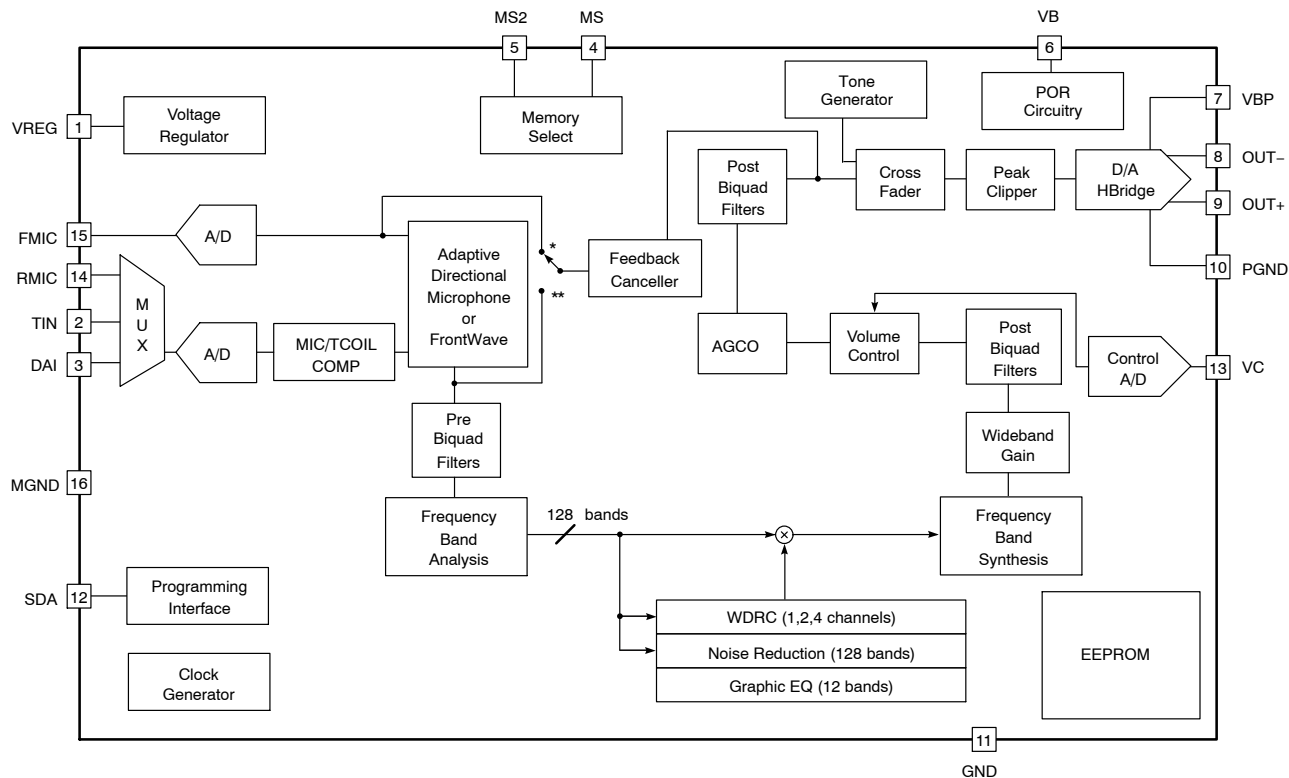 MS2
MS
VB
5
4
6
VREG
1
Voltage
Regulator
Memory
Select
Tone
Generator
POR
Circuitry
7
VBP
8
OUT−
9
OUT+
10
PGND
Post
Biquad
Filters
Cross
Fader
Peak
Clipper
D/A
HBridge
FMIC
15
A/D
RMIC
14
TIN
2
DAI
3
M
U
X
A/D
MIC/TCOIL
COMP
Adaptive
Directional
Microphone
or
FrontWave
*
**
Feedback
Canceller
AGCO
Volume
Control
Post
Biquad
Filters
Control
A/D
13
VC
Pre
Biquad
Filters
Wideband
Gain
MGND
16
Frequency
Band
Analysis
128 bands
×
Frequency
Band
Synthesis
SDA
12
Programming
Interface
Clock
Generator
WDRC (1,2,4 channels)
Noise Reduction (128 bands)
Graphic EQ (12 bands)
EEPROM
11
GND